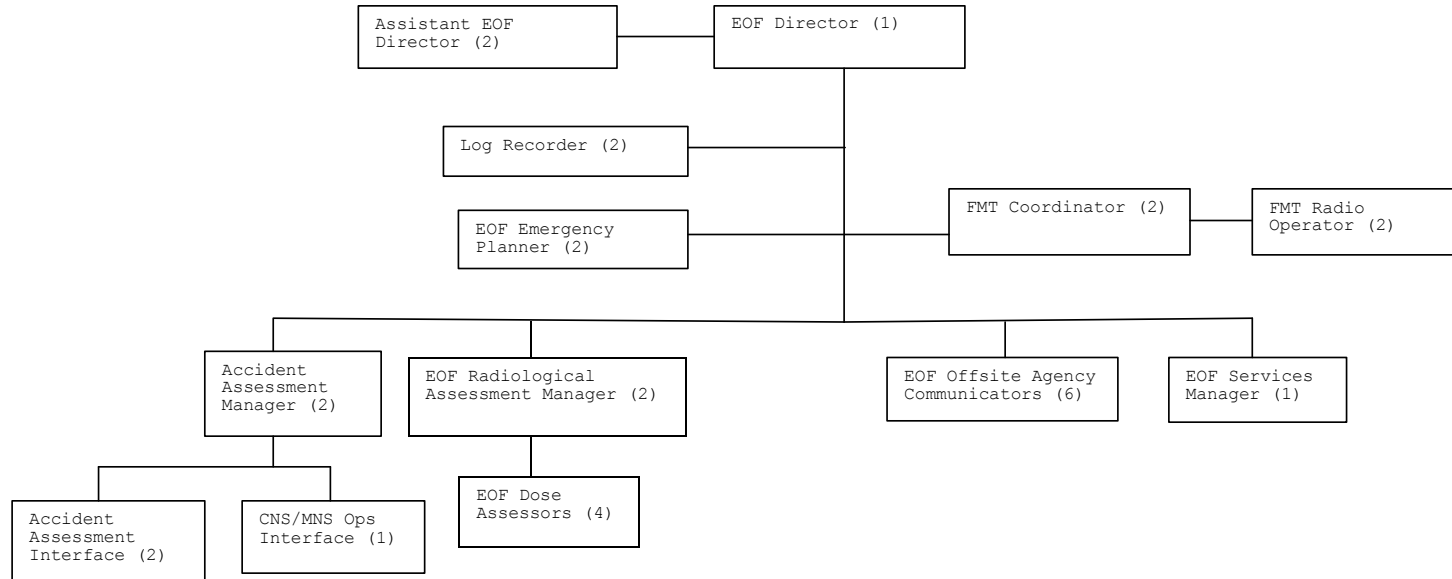 Assistant EOF
Director (2)
EOF Director (1)
Log Recorder (2)
EOF Emergency
Planner (2)
FMT Coordinator (2)
FMT Radio
Operator (2)
Accident
Assessment
Manager (2)
EOF Radiological
Assessment Manager (2)
EOF Offsite Agency
Communicators (6)
EOF Services
Manager (1)
Accident
Assessment
Interface (2)
CNS/MNS Ops
Interface (1)
EOF Dose
Assessors (4)